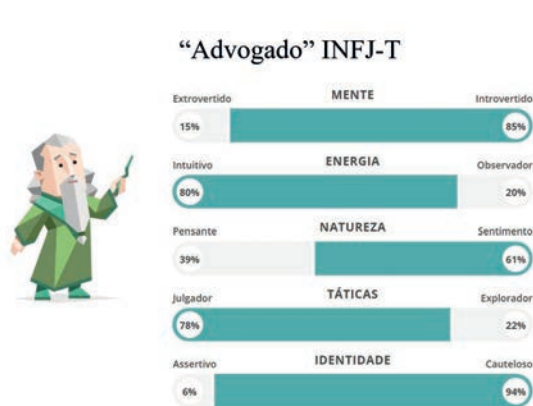 “Advogado” INFJ-T
Extrovertido MENTE Introvertido
15% 85%
Intuitivo ENERGIA Observador
80% 20%
Pensante NATUREZA Sentimento
39% 61%
Julgador TÁTICAS Explorador
78% 22%
Assertivo IDENTIDADE Cauteloso
6% 94%